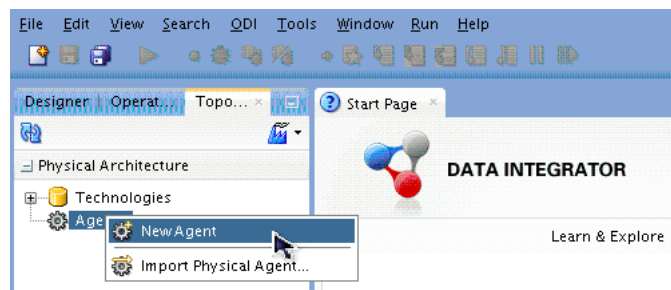 File Edit View Search ODI Tools Window Run Help
Designer Operat... Topo... Start Page
Physical Architecture
DATA INTEGRATOR
Technologies
Age
New Agent
Learn & Explore
Import Physical Agent...